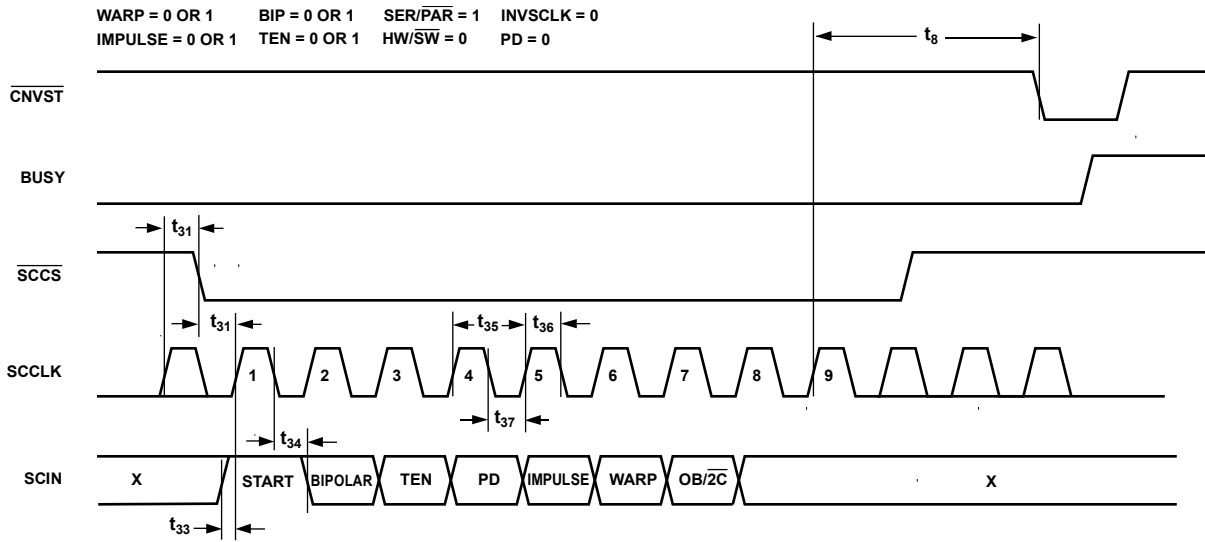 WARP = 0 OR 1 BIP = 0 OR 1 SER/PAR = 1 INVSCLK = 0
IMPULSE = 0 OR 1 TEN = 0 OR 1 HW/SW = 0 PD = 0
t8
CNVST
BUSY
t31
SCCS
t31 t35 t36
SCCLK 1 2 3 4 5 6 7 8 9
t37
t34
SCIN X START BIPOLAR TEN PD IMPULSE WARP OB/2C X
t33